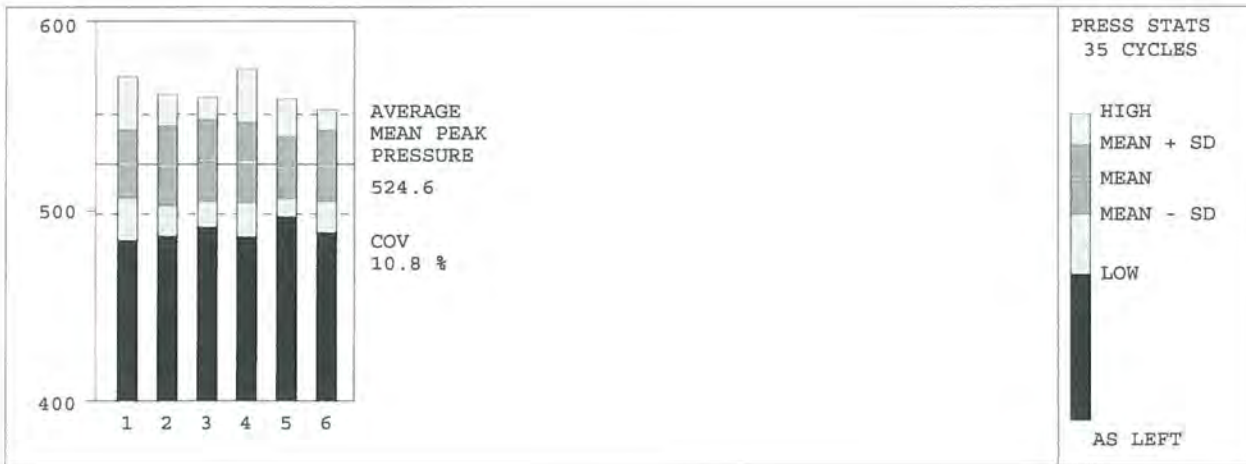 600
500
400
1 2 3 4 5 6
AVERAGE
MEAN PEAK
PRESSURE
524.6
COV
10.8 %
PRESS STATS
35 CYCLES
HIGH
MEAN + SD
MEAN
MEAN - SD
LOW
AS LEFT